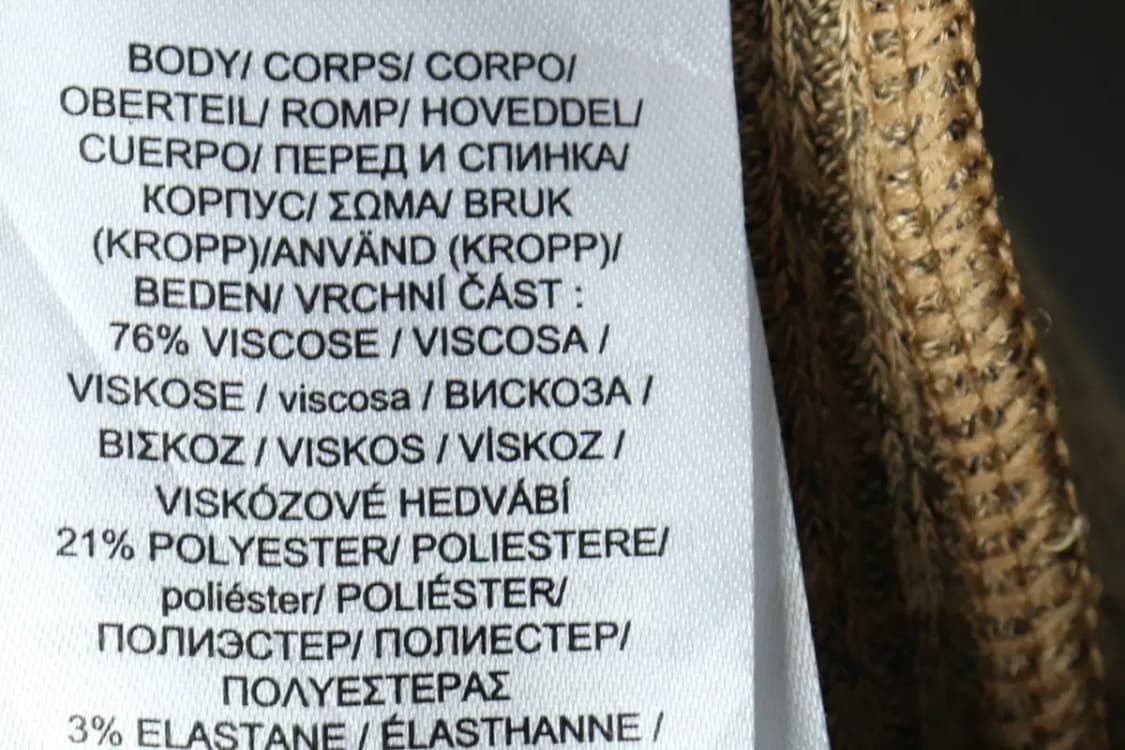 BODY/ CORPS/ CORPO/
OBERTEIL/ ROMP/ HOVEDDEL/
CUERPO/ ПЕРЕД И СПИНКА/
КОРПУС/ ΣΩΜΑ/ BRUK
(KROPP)/ANVÄND (KROPP)/
BEDEN/ VRCHNÍ ČÁST :
76% VISCOSE / VISCOSA /
VISKOSE / viscosa / ВИСКОЗА /
ΒΙΣΚΟΖ / VISKOS / VİSKOZ /
VISKÓZOVÉ HEDVÁBÍ
21% POLYESTER/ POLIESTERE/
poliéster/ POLIÉSTER/
ПОЛИЭСТЕР/ ПОЛИЕСТЕР/
ΠΟΛΥΕΣΤΕΡΑΣ
3% ELASTANE / ÉLASTHANNE /